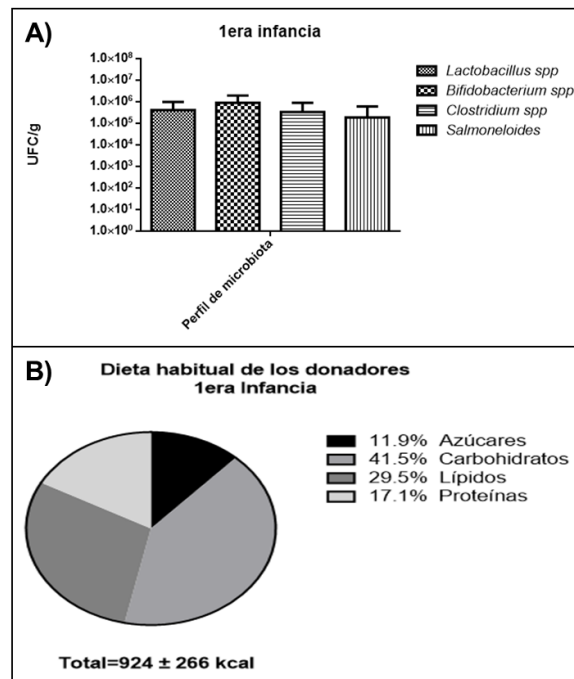 A)
1era infancia
1.0×10⁸
1.0×10⁷
1.0×10⁶
1.0×10⁵
1.0×10⁴
1.0×10³
1.0×10²
1.0×10¹
1.0×10⁰
UFC/g
Perfil de microbiota
Lactobacillus spp
Bifidobacterium spp
Clostridium spp
Salmoneloides
B)
Dieta habitual de los donadores
1era Infancia
11.9% Azúcares
41.5% Carbohidratos
29.5% Lípidos
17.1% Proteínas
Total=924 ± 266 kcal